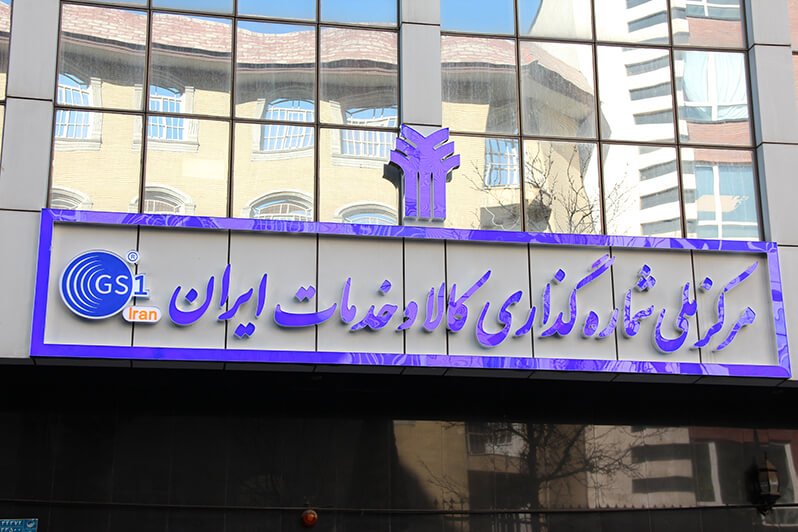 مرکز ملی شماره گذاری کالا و خدمات ایران
GS1 ®
Iran